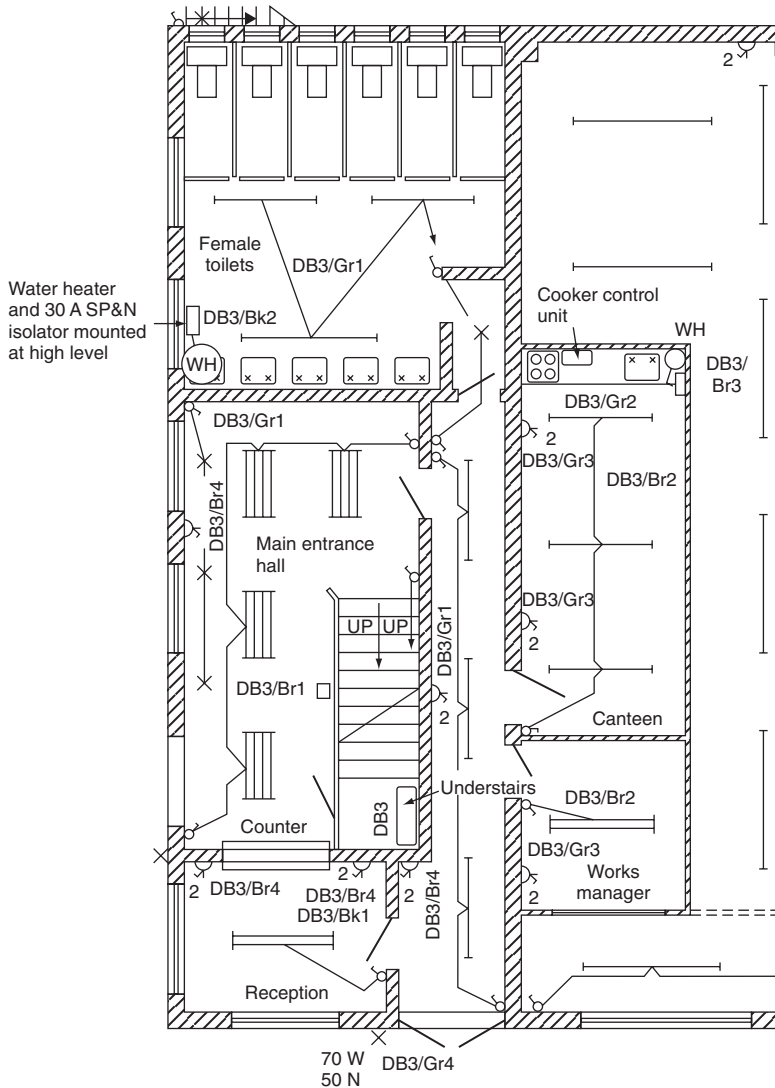 2
Female
toilets
DB3/Gr1
Water heater
and 30 A SP&N
isolator mounted
at high level
DB3/Bk2
WH
Cooker control
unit
WH
DB3/
Br3
DB3/Gr1
DB3/Gr2
2
DB3/Gr3
DB3/Br2
DB3/Br4
Main entrance
hall
DB3/Gr1
DB3/Gr3
2
UP UP
DB3/Br1
2
Canteen
Understairs
DB3
DB3/Br2
Counter
DB3/Gr3
2
Works
manager
2
DB3/Br4
2
DB3/Br4
DB3/Bk1
2
DB3/Br4
Reception
70 W
50 N
DB3/Gr4